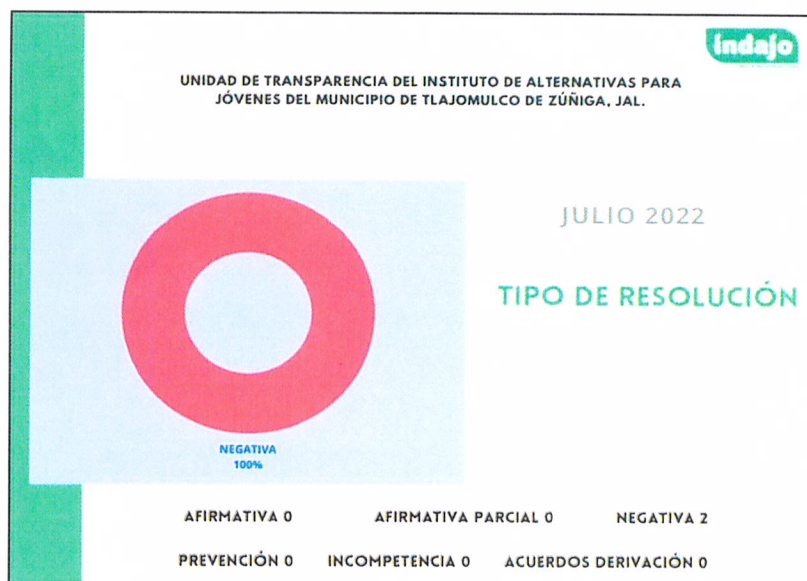 indajo
UNIDAD DE TRANSPARENCIA DEL INSTITUTO DE ALTERNATIVAS PARA
JÓVENES DEL MUNICIPIO DE TLAJOMULCO DE ZÚÑIGA, JAL.
JULIO 2022
TIPO DE RESOLUCIÓN
NEGATIVA
100%
AFIRMATIVA 0 AFIRMATIVA PARCIAL 0 NEGATIVA 2
PREVENCIÓN 0 INCOMPETENCIA 0 ACUERDOS DERIVACIÓN 0